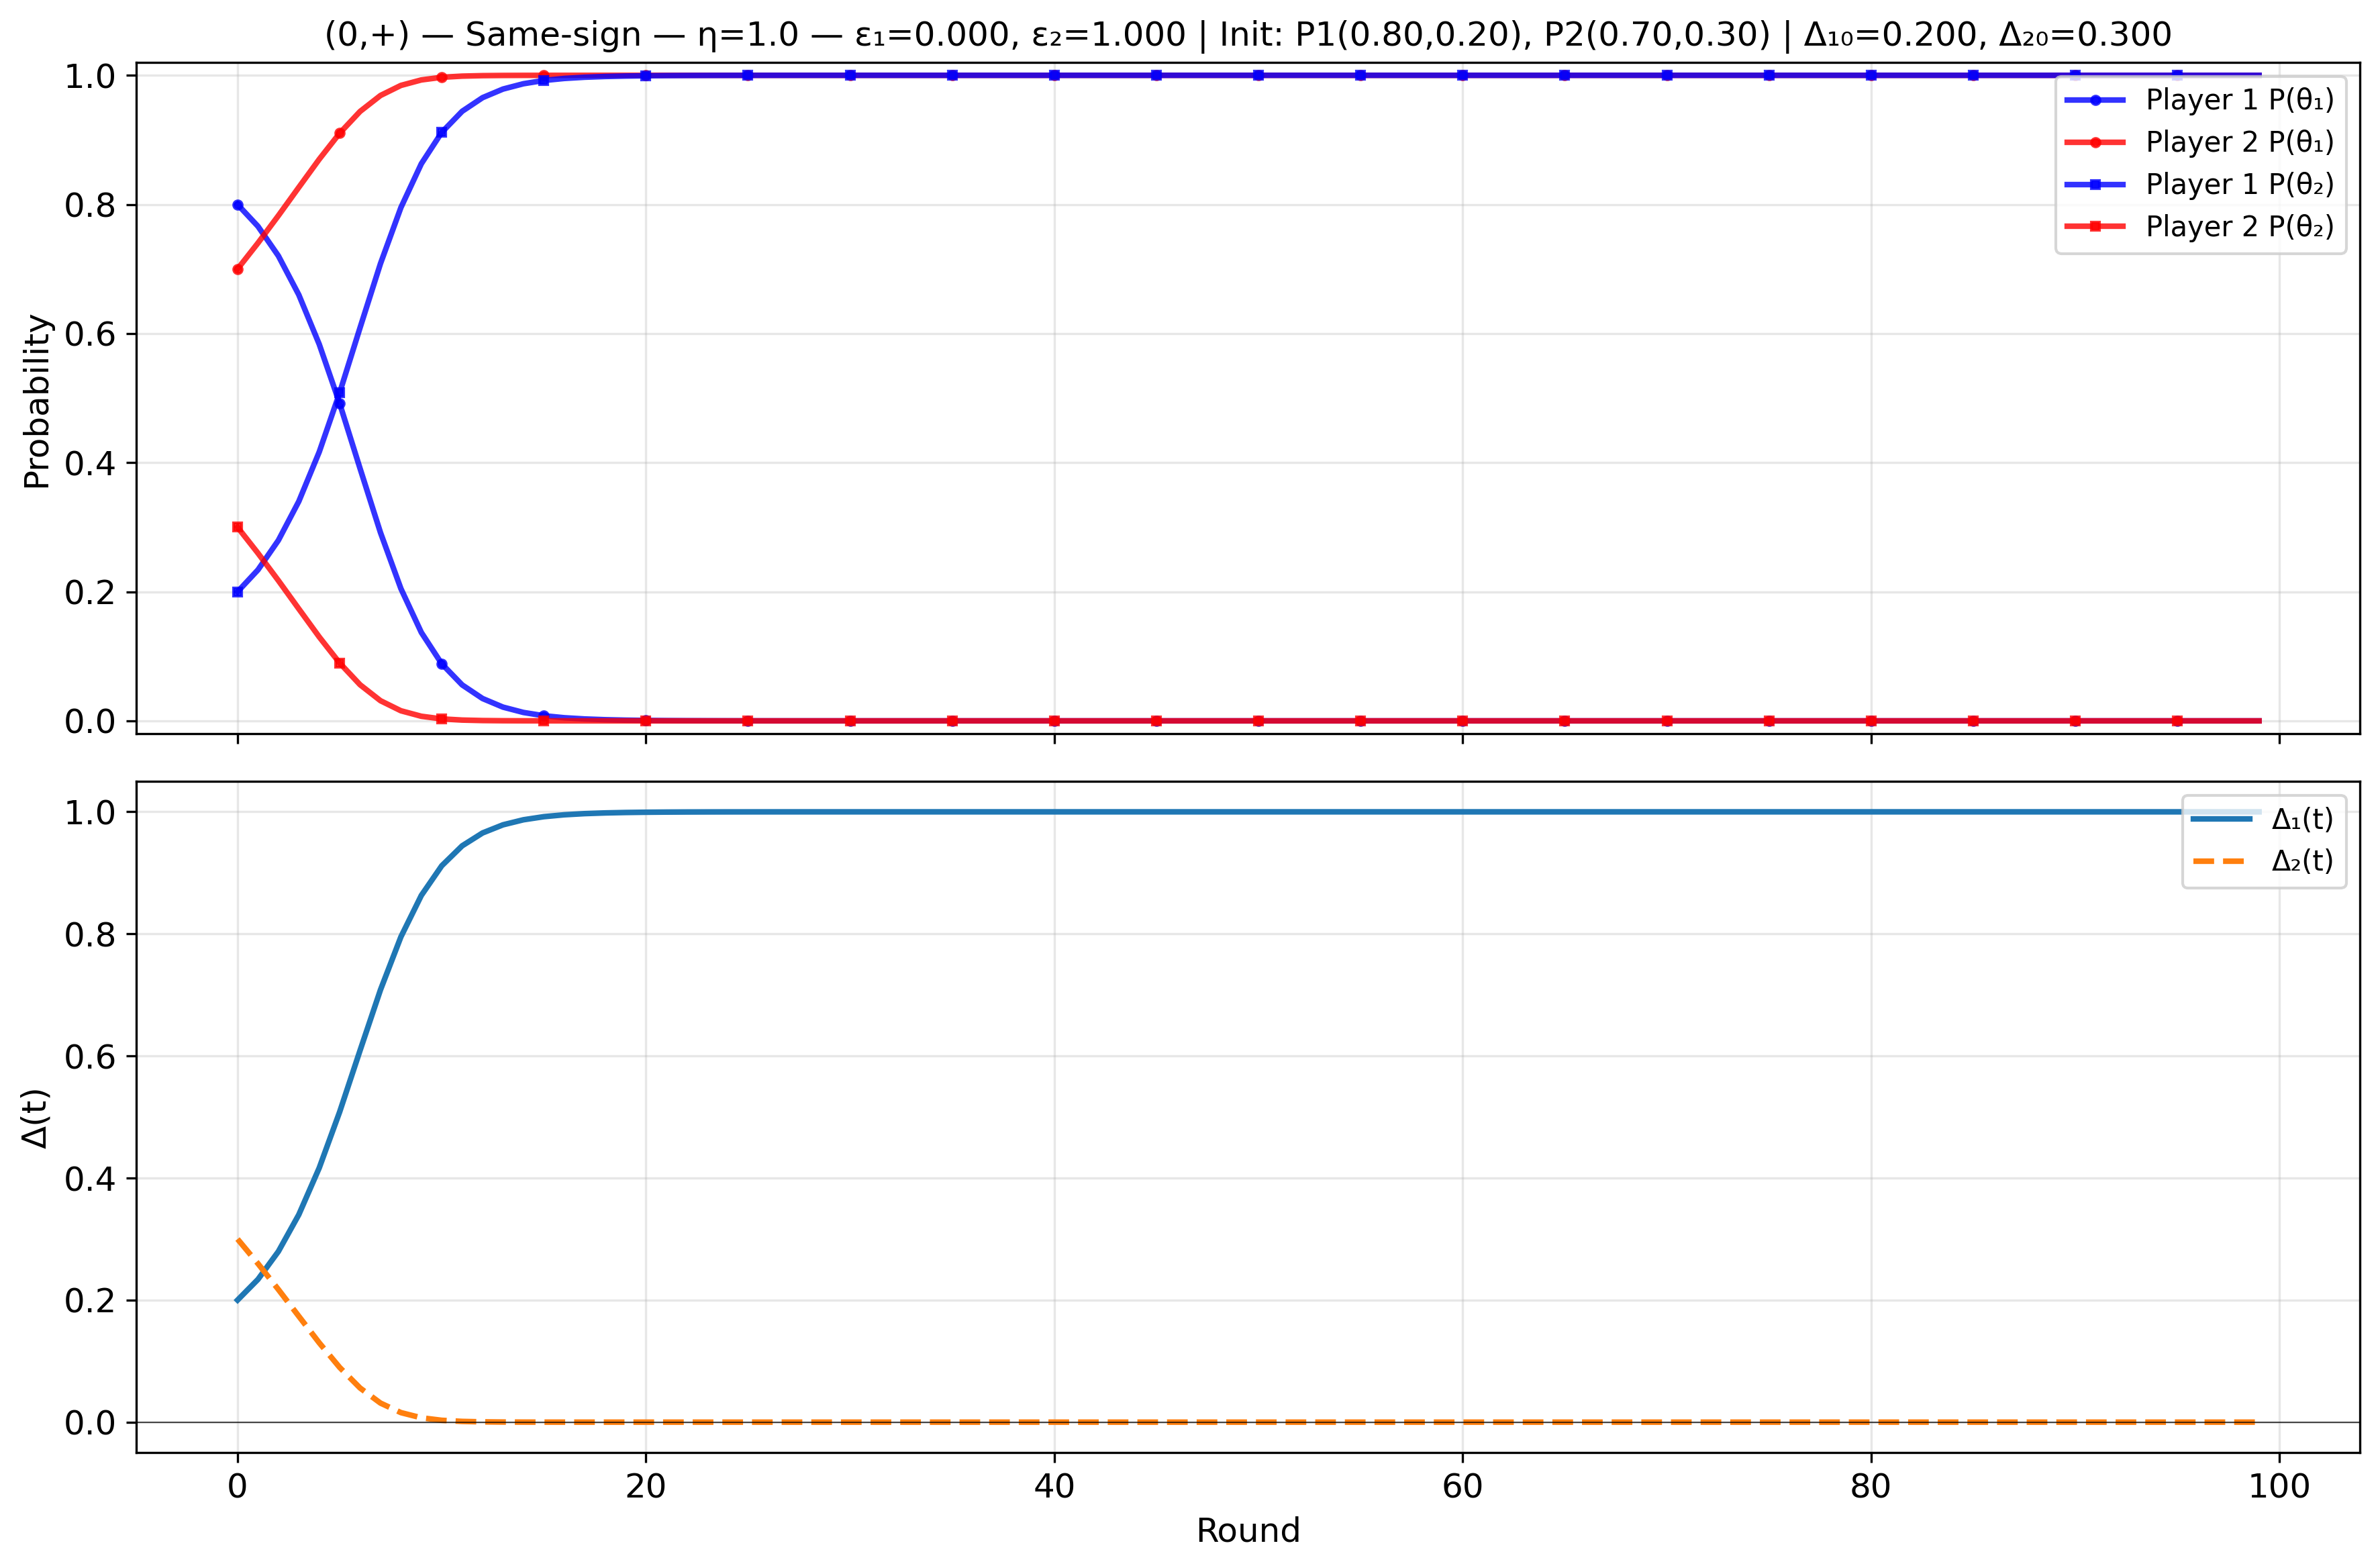 (0,+) — Same-sign — η=1.0 — ε₁=0.000, ε₂=1.000 | Init: P1(0.80,0.20), P2(0.70,0.30) | Δ₁₀=0.200, Δ₂₀=0.300
1.0
0.8
0.6
0.4
0.2
0.0
Probability
Player 1 P(θ₁)
Player 2 P(θ₁)
Player 1 P(θ₂)
Player 2 P(θ₂)
1.0
0.8
0.6
0.4
0.2
0.0
Δ(t)
Δ₁(t)
Δ₂(t)
0 20 40 60 80 100
Round